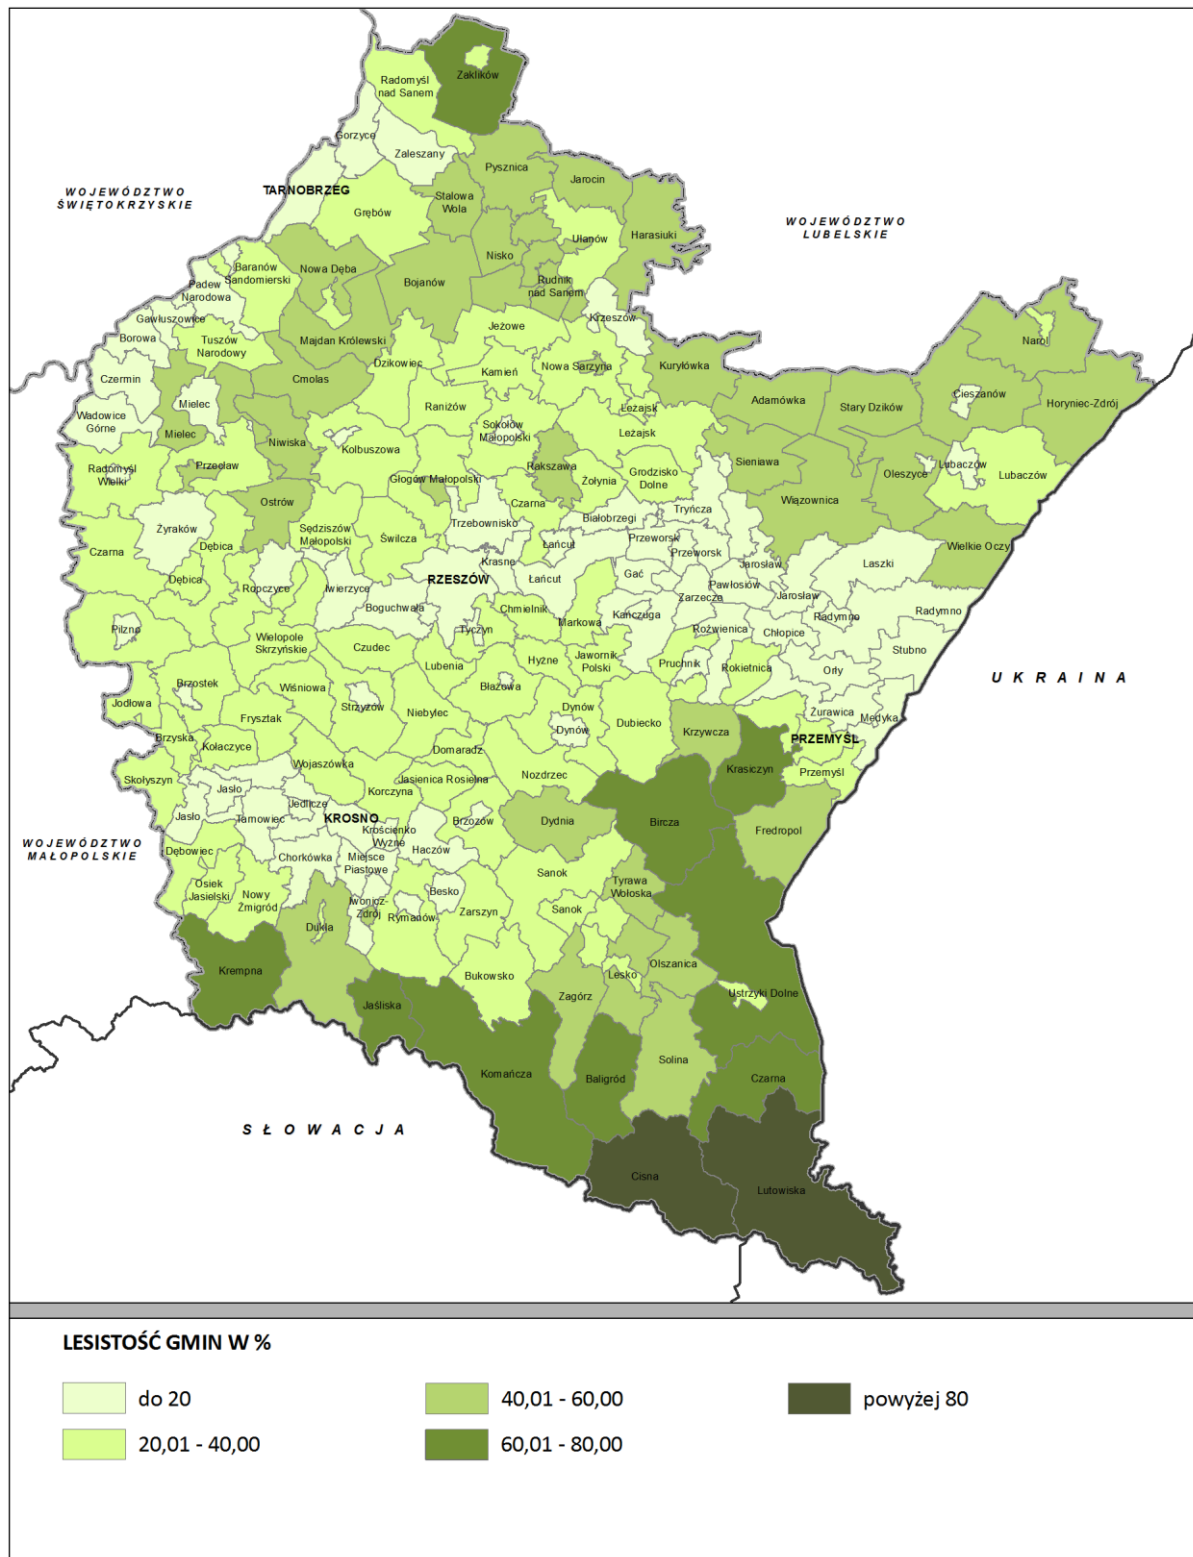 Zaklików
Radomyśl
nad Sanem
Gorzyce
Zaleszany
Pysznica
Jarocin
WOJEWÓDZTWO
ŚWIĘTOKRZYSKIE
TARNOBRZEG
Stalowa
Wola
Grębów
WOJEWÓDZTWO
LUBELSKIE
Ulanów
Harasiuki
Nisko
Baranów
Sandomierski
Nowa Dęba
Bojanów
Rudnik
nad Sanem
Padew
Narodowa
Gawłuszowice
Krzeszów
Jeżowe
Borowa
Tuszów
Narodowy
Majdan Królewski
Narol
Dzikowiec
Kamień
Nowa Sarzyna
Kuryłówka
Czermin
Cmolas
Cieszanów
Mielec
Adamówka
Stary Dzików
Horyniec-Zdrój
Raniżów
Leżajsk
Wadowice
Górne
Sokołów
Małopolski
Mielec
Leżajsk
Niwiska
Kolbuszowa
Sieniawa
Lubaczów
Radomyśl
Wielki
Przecław
Rakszawa
Grodzisko
Dolne
Oleszyce
Lubaczów
Głogów Małopolski
Żołynia
Ostrów
Czarna
Wiązownica
Tryńcza
Białobrzegi
Żyraków
Sędziszów
Małopolski
Trzebownisko
Świlcza
Przeworsk
Wielkie Oczy
Czarna
Dębica
Łańcut
Przeworsk
Krasne
Jarosław
Laszki
Dębica
Ropczyce
Iwierzyce
RZESZÓW
Łańcut
Gać
Pawłosiów
Zarzecze
Jarosław
Boguchwała
Chmielnik
Kańczuga
Radymno
Radymno
Markowa
Pilzno
Tyczyn
Roźwienica
Chłopice
Wielopole
Skrzyńskie
Czudec
Stubno
Lubenia
Hyżne
Jawornik
Polski
Pruchnik
Rokietnica
Orły
UKRAINA
Wiśniowa
Błażowa
Brzostek
Jodłowa
Strzyżów
Niebylec
Dynów
Żurawica
Frysztak
Dubiecko
Medyka
Dynów
Krzywcza
Brzyska
Kołaczyce
PRZEMYŚL
Domaradz
Wojaszówka
Krasiczyn
Przemyśl
Skołyszyn
Jasienica Rosielna
Nozdrzec
Jasło
Korczyna
Jedlicze
Jasło
Tarnowiec
KROSNO
Brzozów
Dydnia
Bircza
Krościenko
Wyżne
Fredropol
WOJEWÓDZTWO
MAŁOPOLSKIE
Dębowiec
Haczów
Chorkówka
Miejsce
Piastowe
Sanok
Osiek
Jasielski
Tyrawa
Wołoska
Besko
Nowy
Żmigród
Iwonicz-
Zdrój
Rymanów
Zarszyn
Sanok
Dukla
Krempna
Olszanica
Bukowsko
Lesko
Ustrzyki Dolne
Zagórz
Jaśliska
Solina
Komańcza
Baligród
Czarna
SŁOWACJA
Cisna
Lutowiska
LESISTOŚĆ GMIN W %
do 20
40,01 - 60,00
powyżej 80
20,01 - 40,00
60,01 - 80,00